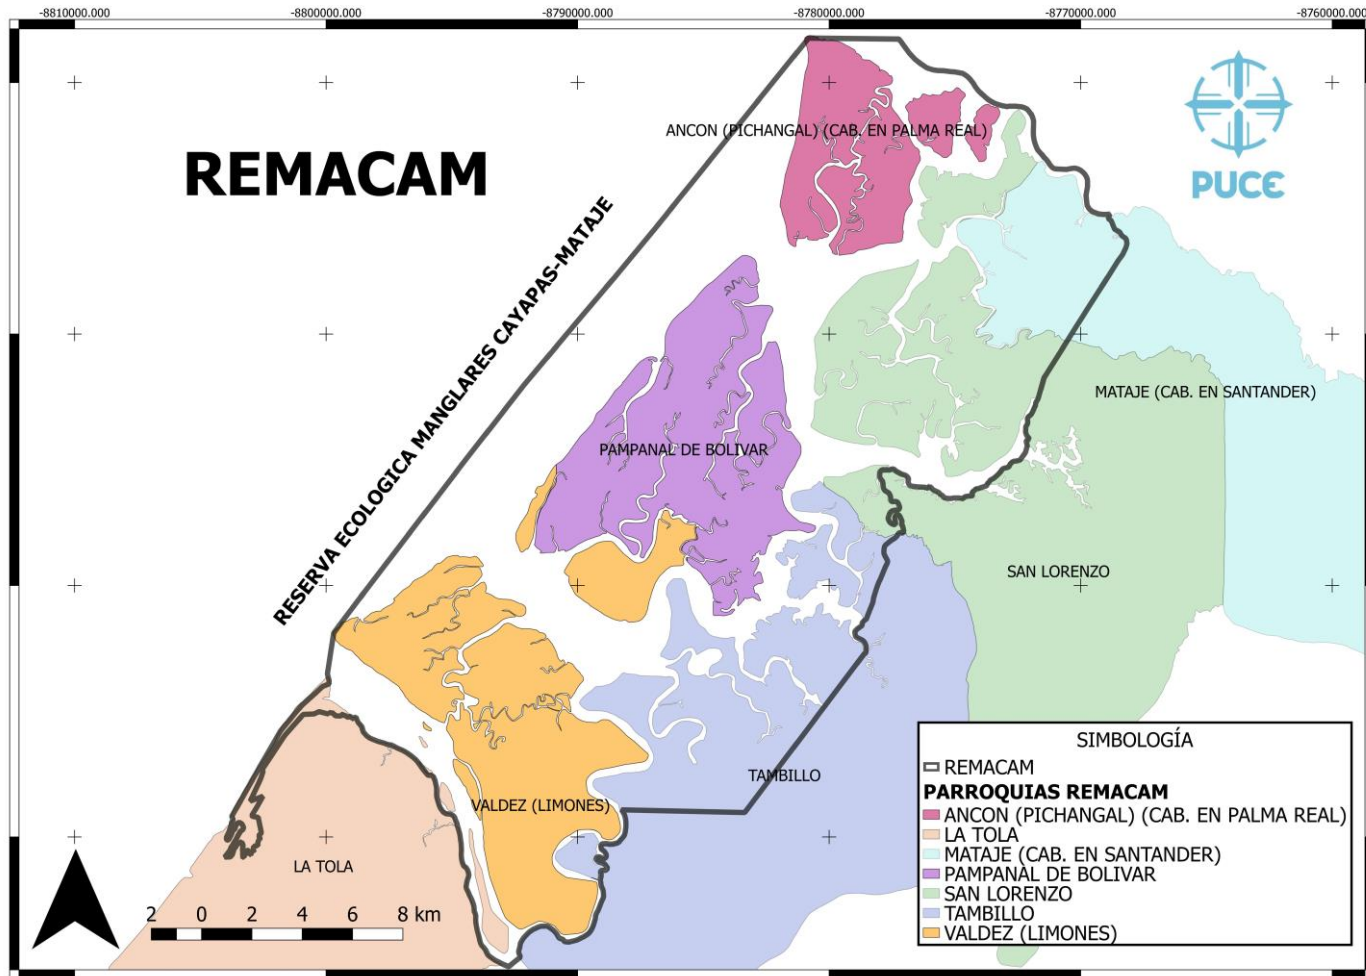 -8810000.000
-8800000.000
-8790000.000
-8780000.000
-8770000.000
-8760000.000
REMACAM
PUCE
ANCON (PICHANGAL) (CAB. EN PALMA REAL)
RESERVA ECOLOGICA MANGLARES CAYAPAS-MATAJE
MATAJE (CAB. EN SANTANDER)
PAMPANAL DE BOLIVAR
SAN LORENZO
TAMBILLO
VALDEZ (LIMONES)
LA TOLA
2 0 2 4 6 8 km
SIMBOLOGÍA
REMACAM
PARROQUIAS REMACAM
ANCON (PICHANGAL) (CAB. EN PALMA REAL)
LA TOLA
MATAJE (CAB. EN SANTANDER)
PAMPANAL DE BOLIVAR
SAN LORENZO
TAMBILLO
VALDEZ (LIMONES)